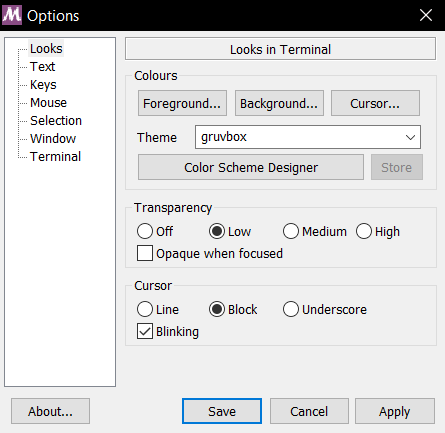 M Options
Looks
Text
Keys
Mouse
Selection
Window
Terminal
Looks in Terminal
Colours
Foreground... Background... Cursor...
Theme gruvbox
Color Scheme Designer Store
Transparency
Off Low Medium High
Opaque when focused
Cursor
Line Block Underscore
Blinking
About... Save Cancel Apply